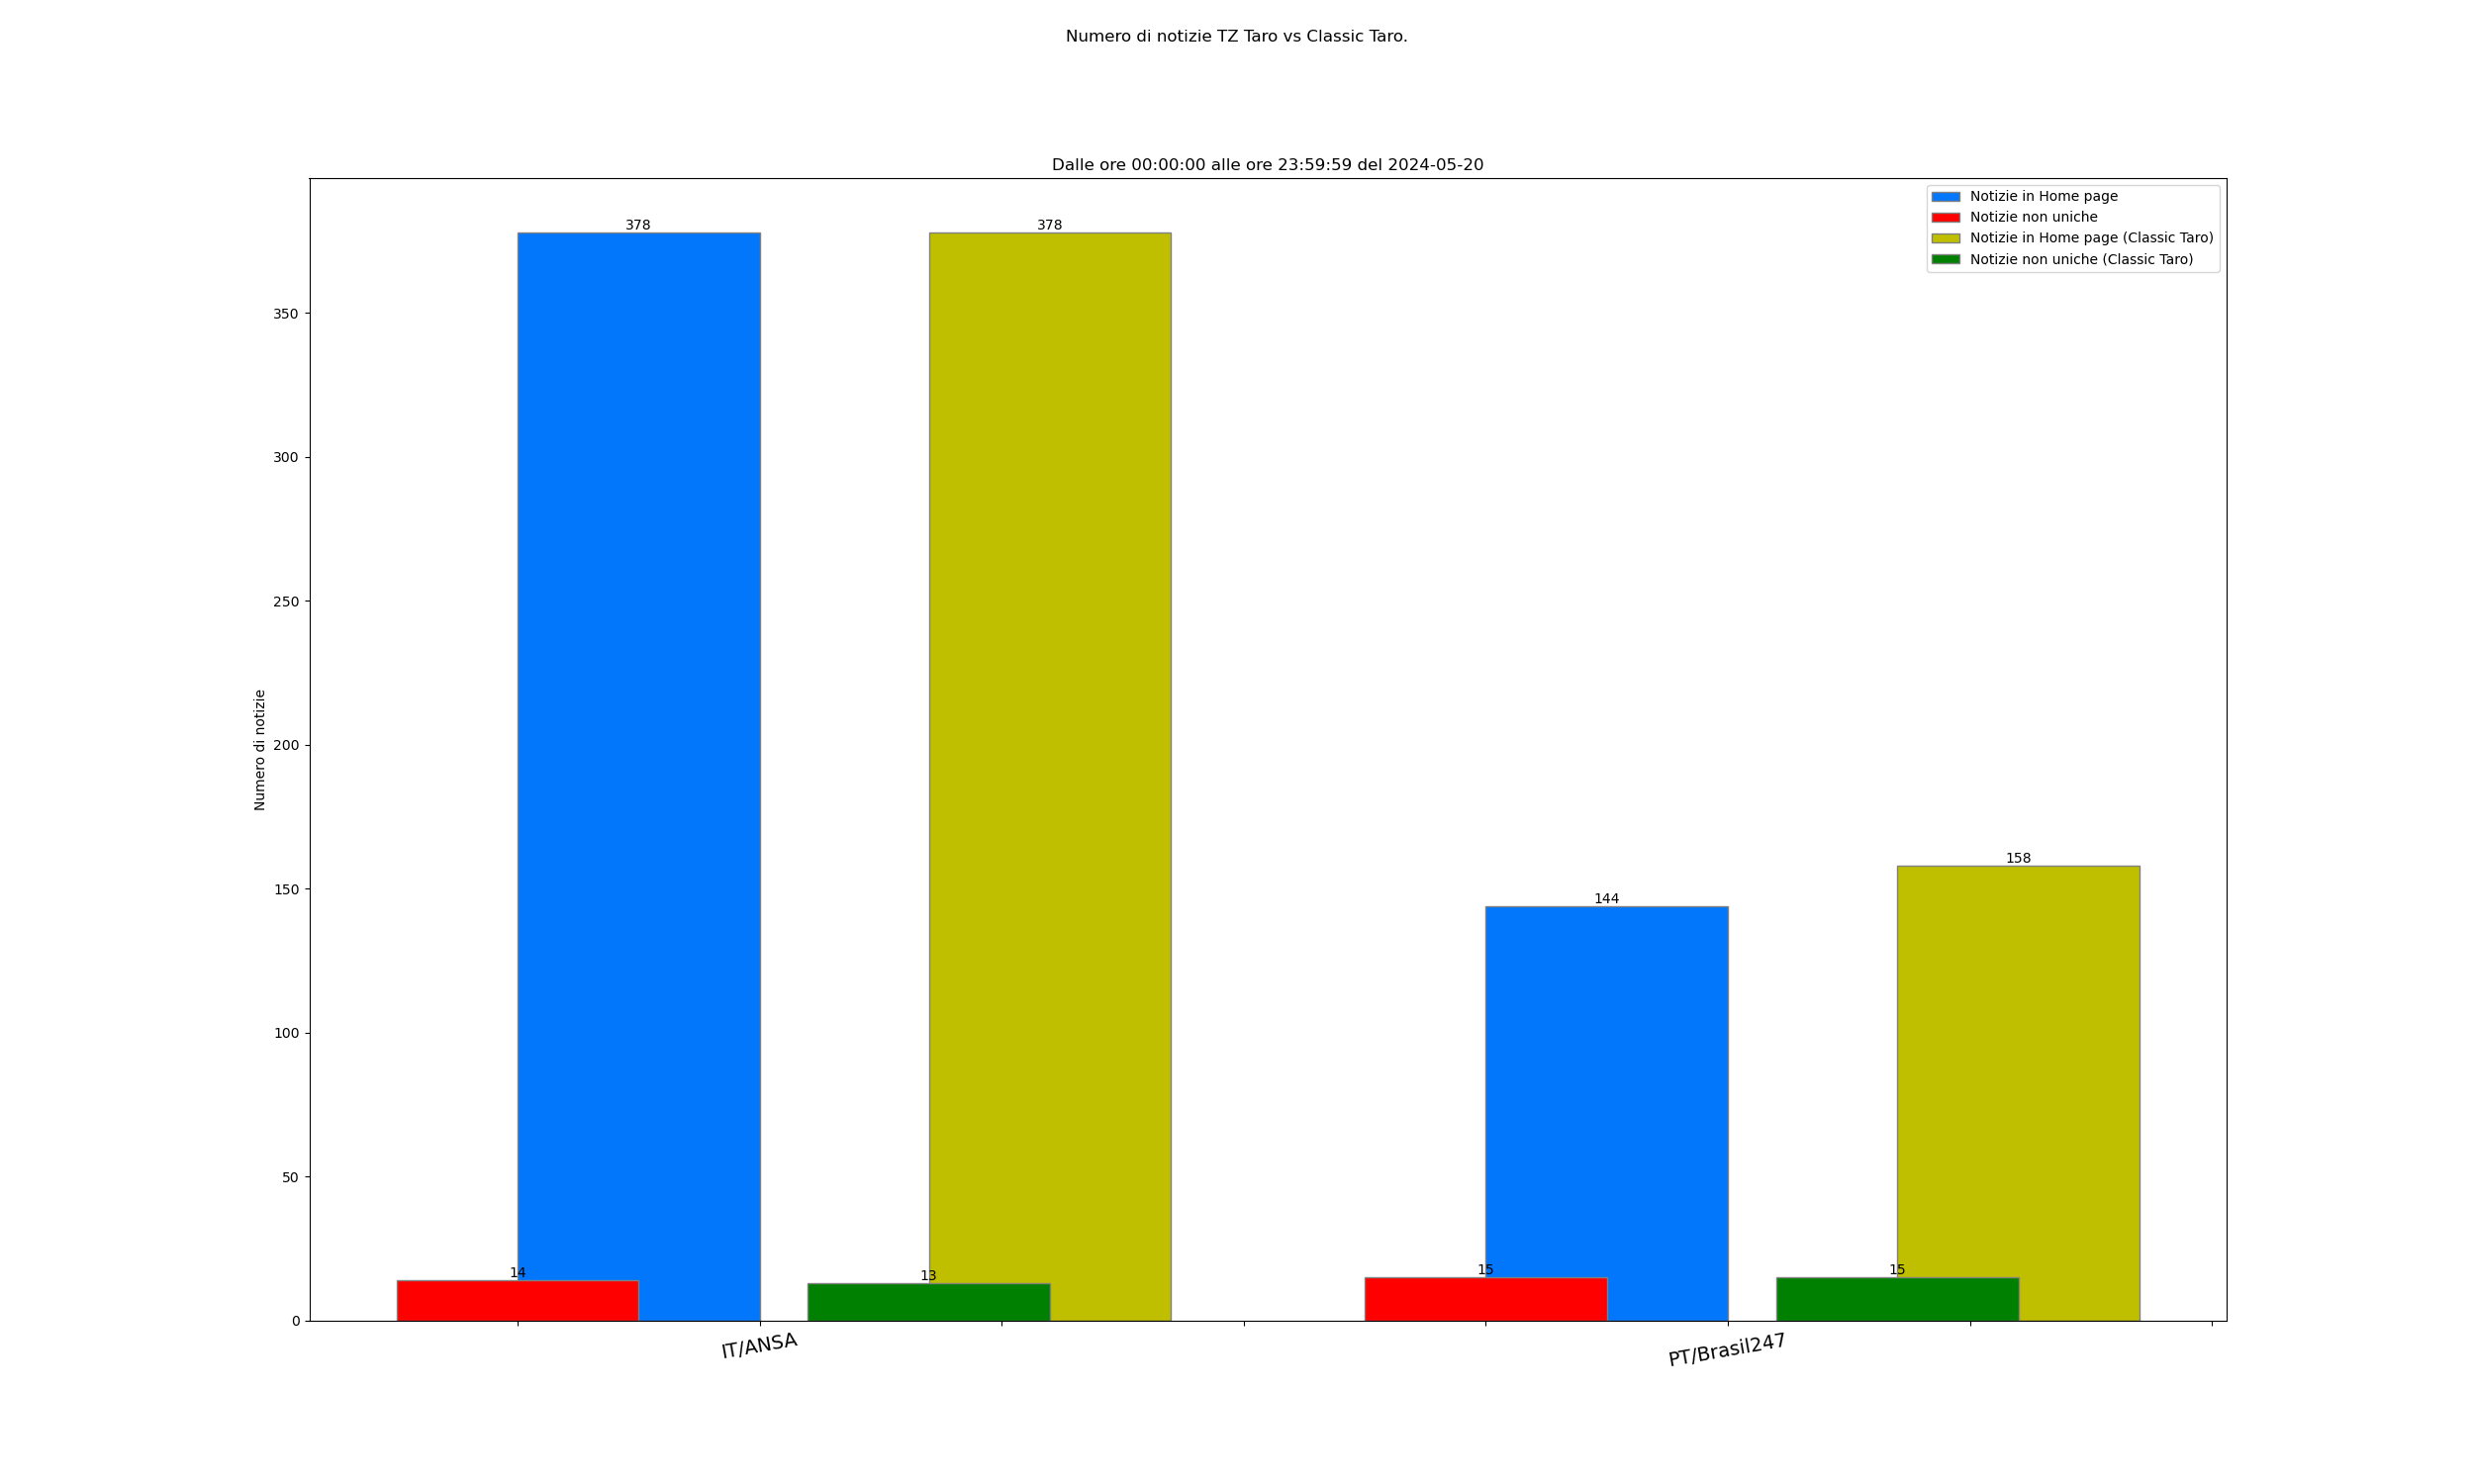 Numero di notizie TZ Taro vs Classic Taro.
Dalle ore 00:00:00 alle ore 23:59:59 del 2024-05-20
Notizie in Home page
Notizie non uniche
Notizie in Home page (Classic Taro)
Notizie non uniche (Classic Taro)
Numero di notizie
350
300
250
200
150
100
50
0
378
378
144
158
14
13
15
15
IT/ANSA
PT/Brasil247